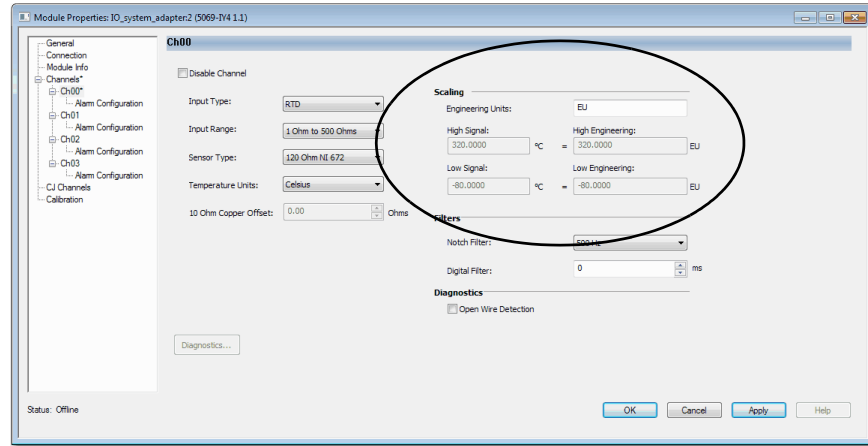 Module Properties: IO_system_adapter:2 (5069-IY4 1.1)
General
Connection
Module Info
Channels*
Ch00*
Alarm Configuration
Ch01
Alarm Configuration
Ch02
Alarm Configuration
Ch03
Alarm Configuration
CJ Channels
Calibration
Ch00
Disable Channel
Input Type: RTD
Input Range: 1 Ohm to 500 Ohms
Sensor Type: 120 Ohm NI 672
Temperature Units: Celsius
10 Ohm Copper Offset: 0.00 Ohms
Diagnostics...
Scaling
Engineering Units: EU
High Signal: High Engineering:
320.0000 °C = 320.0000 EU
Low Signal: Low Engineering:
-80.0000 °C = -80.0000 EU
Filters
Notch Filter: 500 Hz
Digital Filter: 0 ms
Diagnostics
Open Wire Detection
Status: Offline
OK Cancel Apply Help